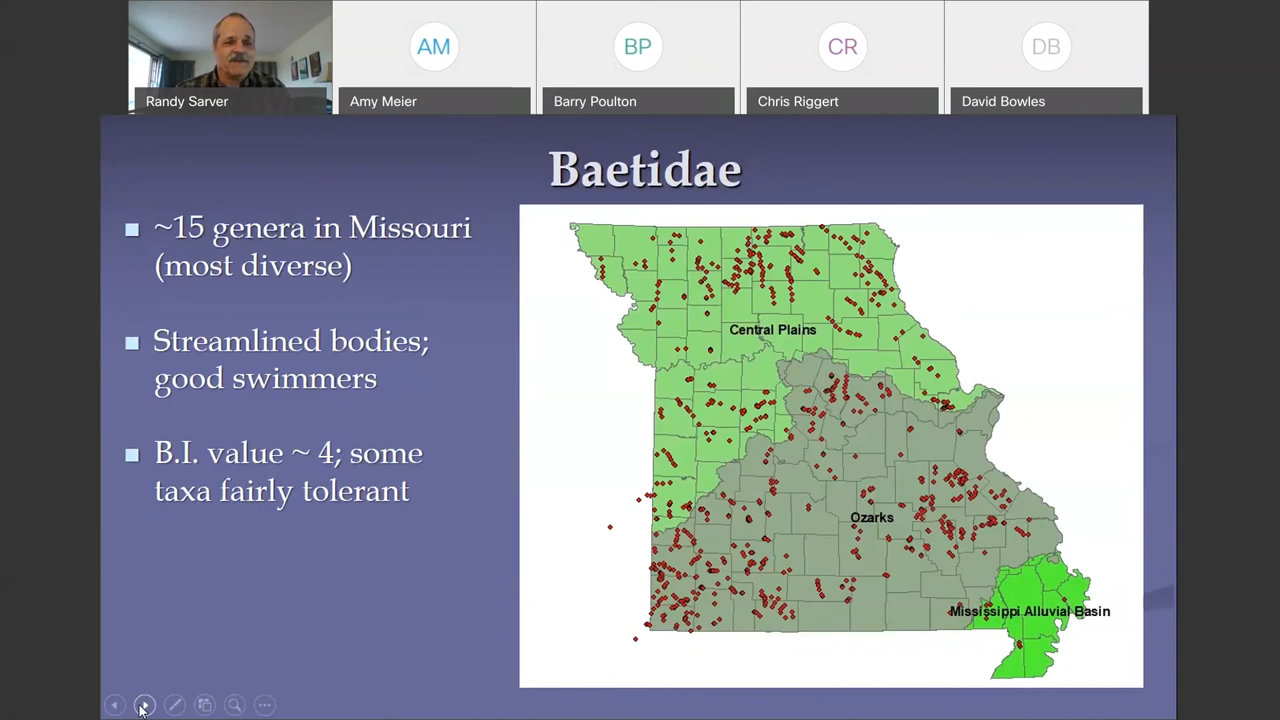 AM
BP
CR
DB
Randy Sarver
Amy Meier
Barry Poulton
Chris Riggert
David Bowles
Baetidae
~15 genera in Missouri
(most diverse)
Streamlined bodies;
good swimmers
B.I. value ~ 4; some
taxa fairly tolerant
Central Plains
Ozarks
Mississippi Alluvial Basin